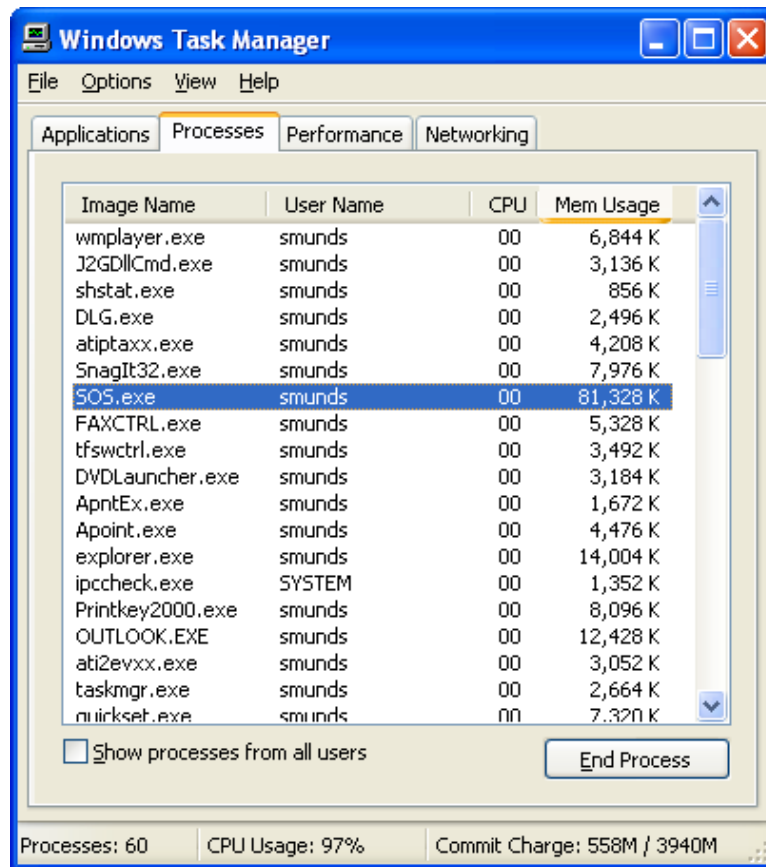 Windows Task Manager
File Options View Help
Applications Processes Performance Networking
Image Name User Name CPU Mem Usage
wmplayer.exe smunds 00 6,844 K
J2GDllCmd.exe smunds 00 3,136 K
shstat.exe smunds 00 856 K
DLG.exe smunds 00 2,496 K
atiptaxx.exe smunds 00 4,208 K
SnagIt32.exe smunds 00 7,976 K
SOS.exe smunds 00 81,328 K
FAXCTRL.exe smunds 00 5,328 K
tfswctrl.exe smunds 00 3,492 K
DVDLauncher.exe smunds 00 3,184 K
ApntEx.exe smunds 00 1,672 K
Apoint.exe smunds 00 4,476 K
explorer.exe smunds 00 14,004 K
ipccheck.exe SYSTEM 00 1,352 K
Printkey2000.exe smunds 00 8,096 K
OUTLOOK.EXE smunds 00 12,428 K
ati2evxx.exe smunds 00 3,052 K
taskmgr.exe smunds 00 2,664 K
quickset.exe smunds 00 7,320 K
Show processes from all users End Process
Processes: 60 CPU Usage: 97% Commit Charge: 558M / 3940M